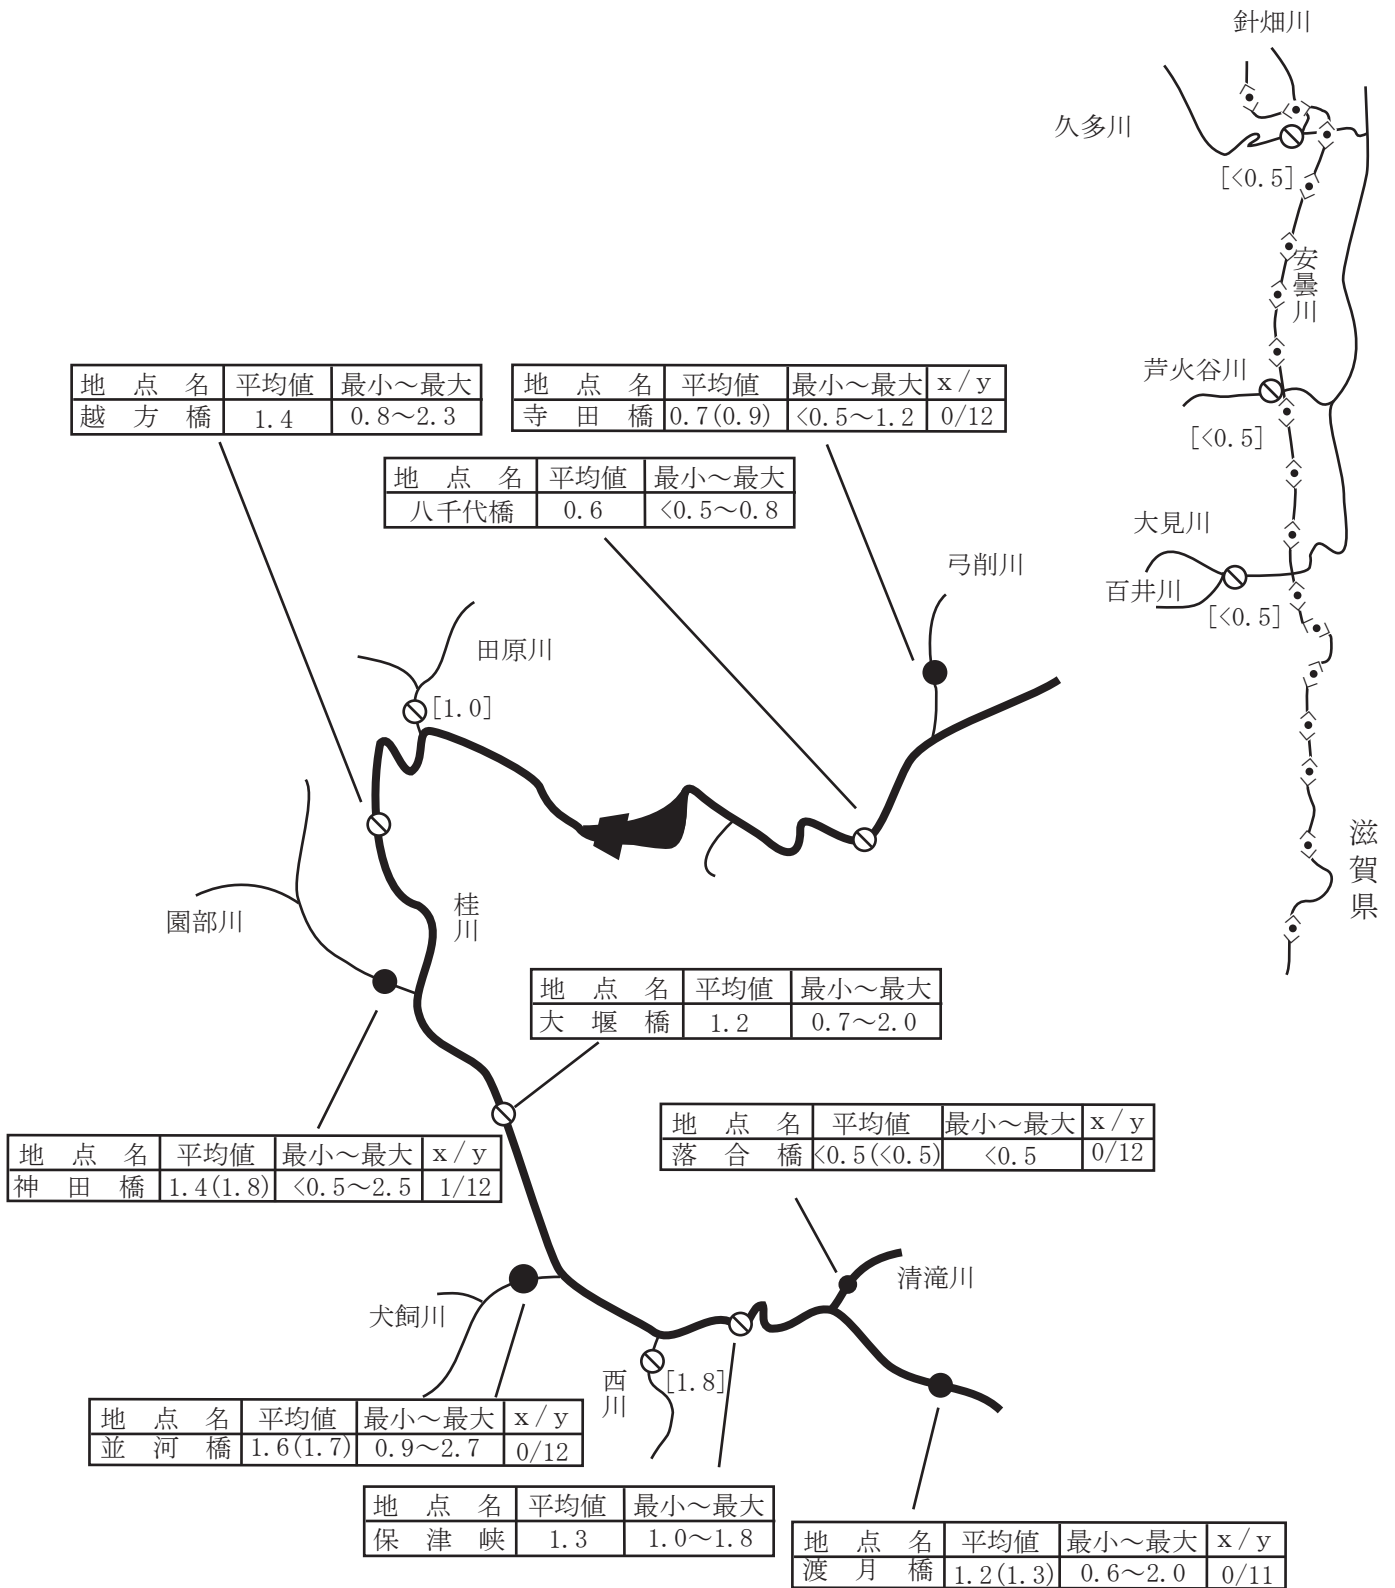 針畑川
久多川
[<0.5]
安曇川
芦火谷川
[<0.5]
地点名 平均値 最小～最大
越方橋 1.4 0.8～2.3
地点名 平均値 最小～最大 x/y
寺田橋 0.7(0.9) <0.5～1.2 0/12
地点名 平均値 最小～最大
八千代橋 0.6 <0.5～0.8
大見川
百井川
[<0.5]
弓削川
田原川
[1.0]
滋賀県
園部川
桂川
地点名 平均値 最小～最大
大堰橋 1.2 0.7～2.0
地点名 平均値 最小～最大 x/y
落合橋 <0.5(<0.5) <0.5 0/12
地点名 平均値 最小～最大 x/y
神田橋 1.4(1.8) <0.5～2.5 1/12
清滝川
犬飼川
西川
[1.8]
地点名 平均値 最小～最大 x/y
並河橋 1.6(1.7) 0.9～2.7 0/12
地点名 平均値 最小～最大
保津峡 1.3 1.0～1.8
地点名 平均値 最小～最大 x/y
渡月橋 1.2(1.3) 0.6～2.0 0/11